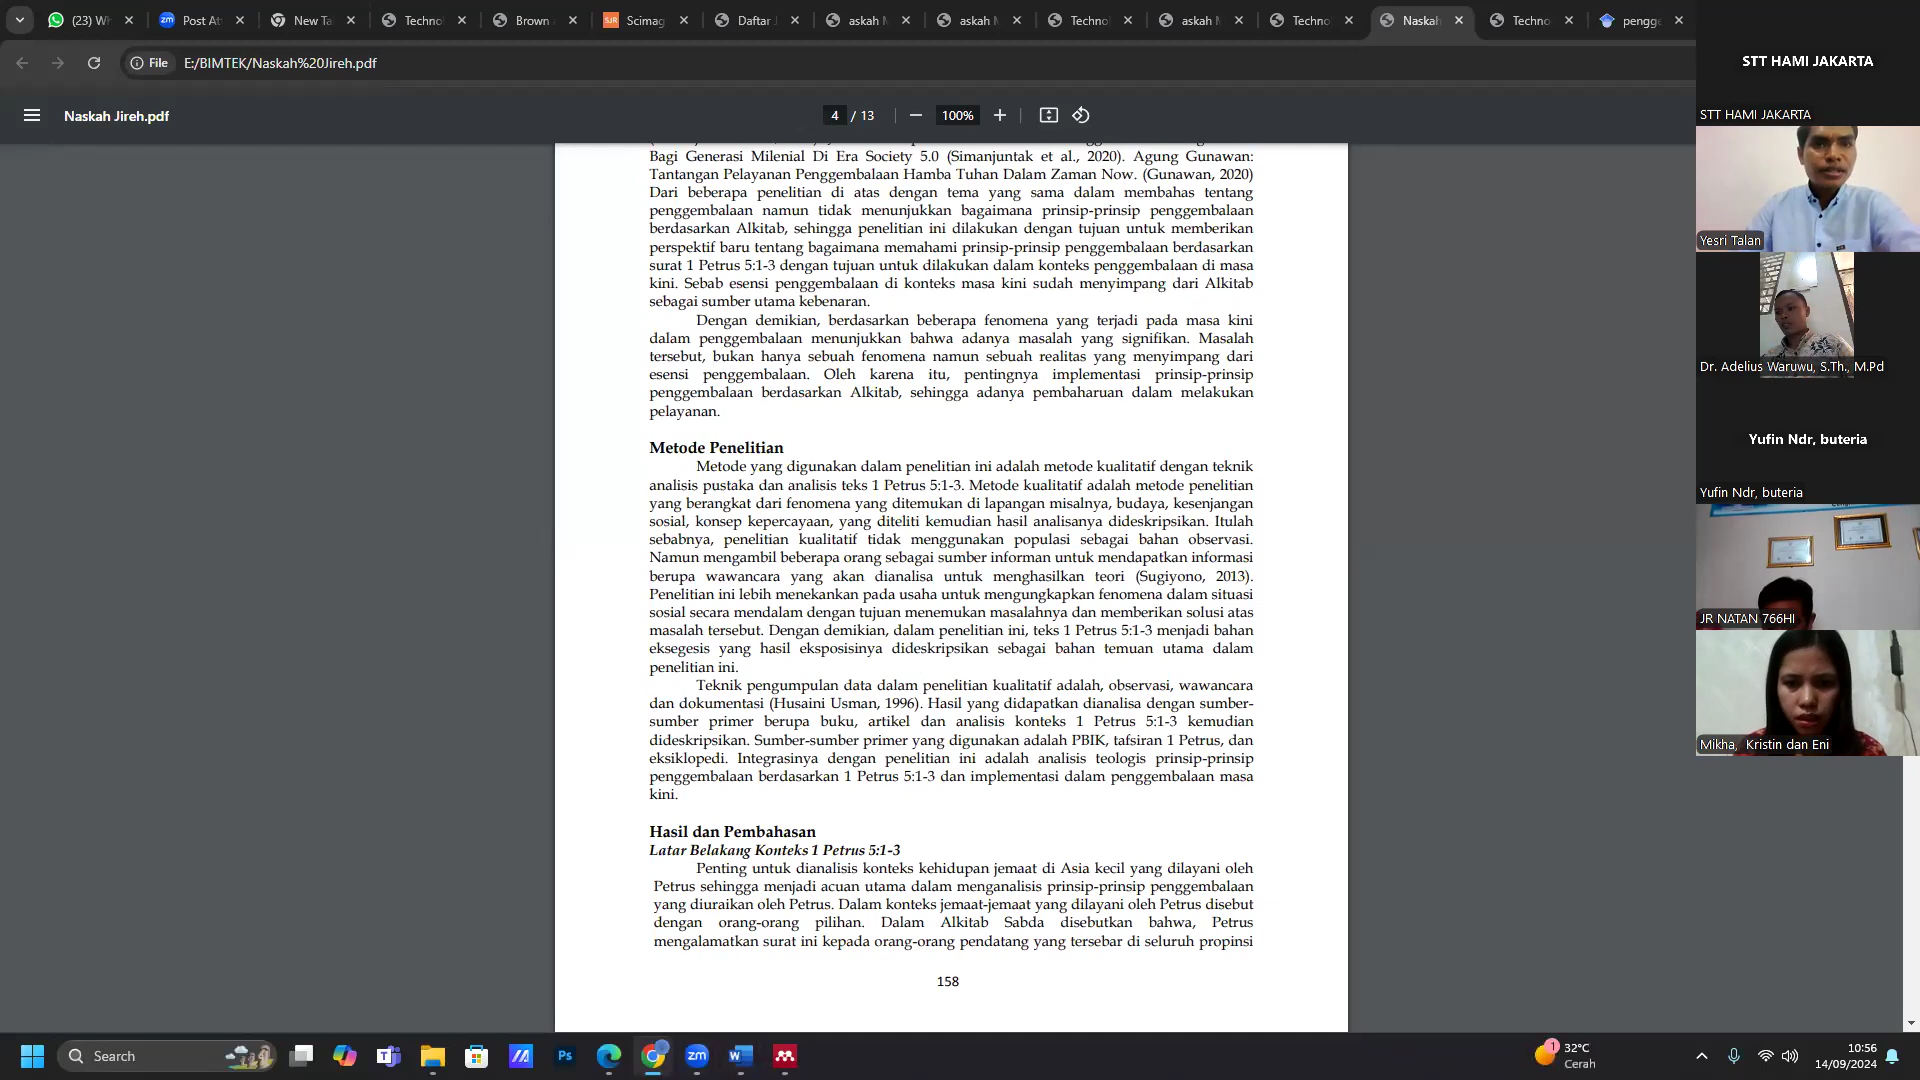 (23) W
Post At
New Ta
Techno
Brown A
Scimag
Daftar J
askah M
askah M
Techno
askah M
Techno
Naskah
Techno
pengge
File
E:/BIMTEK/Naskah%20Jireh.pdf
Naskah Jireh.pdf
4 / 13
100%
Bagi Generasi Milenial Di Era Society 5.0 (Simanjuntak et al., 2020). Agung Gunawan:
Tantangan Pelayanan Penggembalaan Hamba Tuhan Dalam Zaman Now. (Gunawan, 2020)
Dari beberapa penelitian di atas dengan tema yang sama dalam membahas tentang
penggembalaan namun tidak menunjukkan bagaimana prinsip-prinsip penggembalaan
berdasarkan Alkitab, sehingga penelitian ini dilakukan dengan tujuan untuk memberikan
perspektif baru tentang bagaimana memahami prinsip-prinsip penggembalaan berdasarkan
surat 1 Petrus 5:1-3 dengan tujuan untuk dilakukan dalam konteks penggembalaan di masa
kini. Sebab esensi penggembalaan di konteks masa kini sudah menyimpang dari Alkitab
sebagai sumber utama kebenaran.
Dengan demikian, berdasarkan beberapa fenomena yang terjadi pada masa kini
dalam penggembalaan menunjukkan bahwa adanya masalah yang signifikan. Masalah
tersebut, bukan hanya sebuah fenomena namun sebuah realitas yang menyimpang dari
esensi penggembalaan. Oleh karena itu, pentingnya implementasi prinsip-prinsip
penggembalaan berdasarkan Alkitab, sehingga adanya pembaharuan dalam melakukan
pelayanan.
Metode Penelitian
Metode yang digunakan dalam penelitian ini adalah metode kualitatif dengan teknik
analisis pustaka dan analisis teks 1 Petrus 5:1-3. Metode kualitatif adalah metode penelitian
yang berangkat dari fenomena yang ditemukan di lapangan misalnya, budaya, kesenjangan
sosial, konsep kepercayaan, yang diteliti kemudian hasil analisanya dideskripsikan. Itulah
sebabnya, penelitian kualitatif tidak menggunakan populasi sebagai bahan observasi.
Namun mengambil beberapa orang sebagai sumber informan untuk mendapatkan informasi
berupa wawancara yang akan dianalisa untuk menghasilkan teori (Sugiyono, 2013).
Penelitian ini lebih menekankan pada usaha untuk mengungkapkan fenomena dalam situasi
sosial secara mendalam dengan tujuan menemukan masalahnya dan memberikan solusi atas
masalah tersebut. Dengan demikian, dalam penelitian ini, teks 1 Petrus 5:1-3 menjadi bahan
eksegesis yang hasil eksposisinya dideskripsikan sebagai bahan temuan utama dalam
penelitian ini.
Teknik pengumpulan data dalam penelitian kualitatif adalah, observasi, wawancara
dan dokumentasi (Husaini Usman, 1996). Hasil yang didapatkan dianalisa dengan sumber-
sumber primer berupa buku, artikel dan analisis konteks 1 Petrus 5:1-3 kemudian
dideskripsikan. Sumber-sumber primer yang digunakan adalah PBIK, tafsiran 1 Petrus, dan
eksiklopedi. Integrasinya dengan penelitian ini adalah analisis teologis prinsip-prinsip
penggembalaan berdasarkan 1 Petrus 5:1-3 dan implementasi dalam penggembalaan masa
kini.
Hasil dan Pembahasan
Latar Belakang Konteks 1 Petrus 5:1-3
Penting untuk dianalisis konteks kehidupan jemaat di Asia kecil yang dilayani oleh
Petrus sehingga menjadi acuan utama dalam menganalisis prinsip-prinsip penggembalaan
yang diuraikan oleh Petrus. Dalam konteks jemaat-jemaat yang dilayani oleh Petrus disebut
dengan orang-orang pilihan. Dalam Alkitab Sabda disebutkan bahwa, Petrus
mengalamatkan surat ini kepada orang-orang pendatang yang tersebar di seluruh propinsi
158
STT HAMI JAKARTA
STT HAMI JAKARTA
Yesri Talan
Dr. Adelius Waruwu, S.Th., M.Pd
Yufin Ndr, buteria
Yufin Ndr, buteria
JR NATAN 766HI
Mikha, Kristin dan Eni
Search
1
32°C
Cerah
10:56
14/09/2024